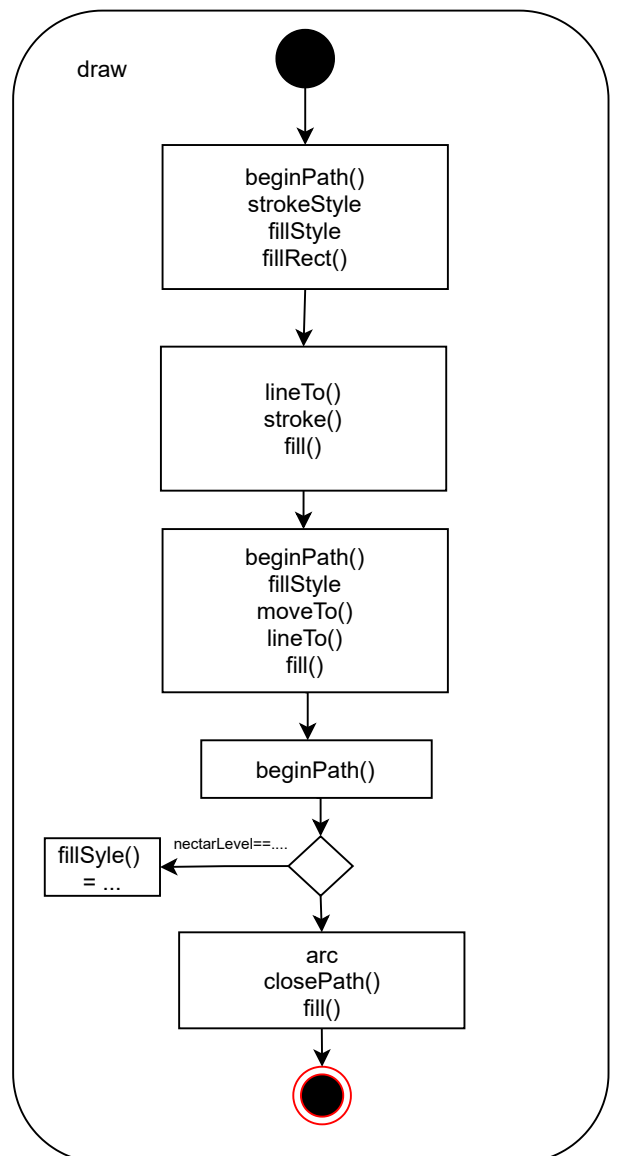 draw
beginPath()
strokeStyle
fillStyle
fillRect()
lineTo()
stroke()
fill()
beginPath()
fillStyle
moveTo()
lineTo()
fill()
beginPath()
nectarLevel==....
fillSyle()
= ...
arc
closePath()
fill()